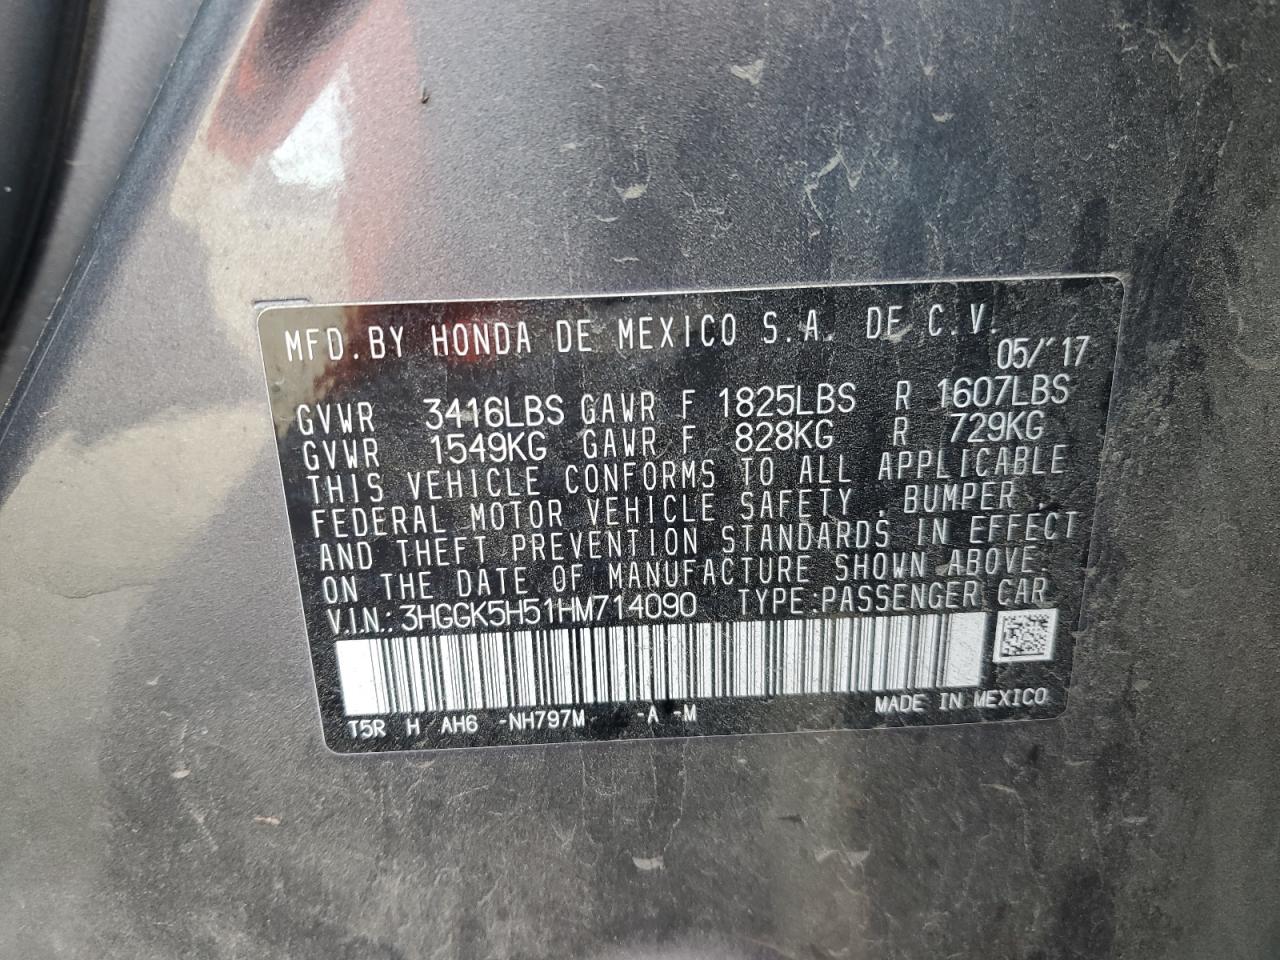 MFD.BY HONDA DE MEXICO S.A. DE C.V.
05/"17
GVWR 3416LBS GAWR F 1825LBS R 1607LBS
GVWR 1549KG GAWR F 828KG R 729KG
THIS VEHICLE CONFORMS TO ALL APPLICABLE
FEDERAL MOTOR VEHICLE SAFETY , BUMPER ,
AND THEFT PREVENTION STANDARDS IN EFFECT
ON THE DATE OF MANUFACTURE SHOWN ABOVE.
V.I.N.: 3HGGK5H51HM714090 TYPE:PASSENGER CAR
MADE IN MEXICO
T5R H AH6 -NH797M- -A -M